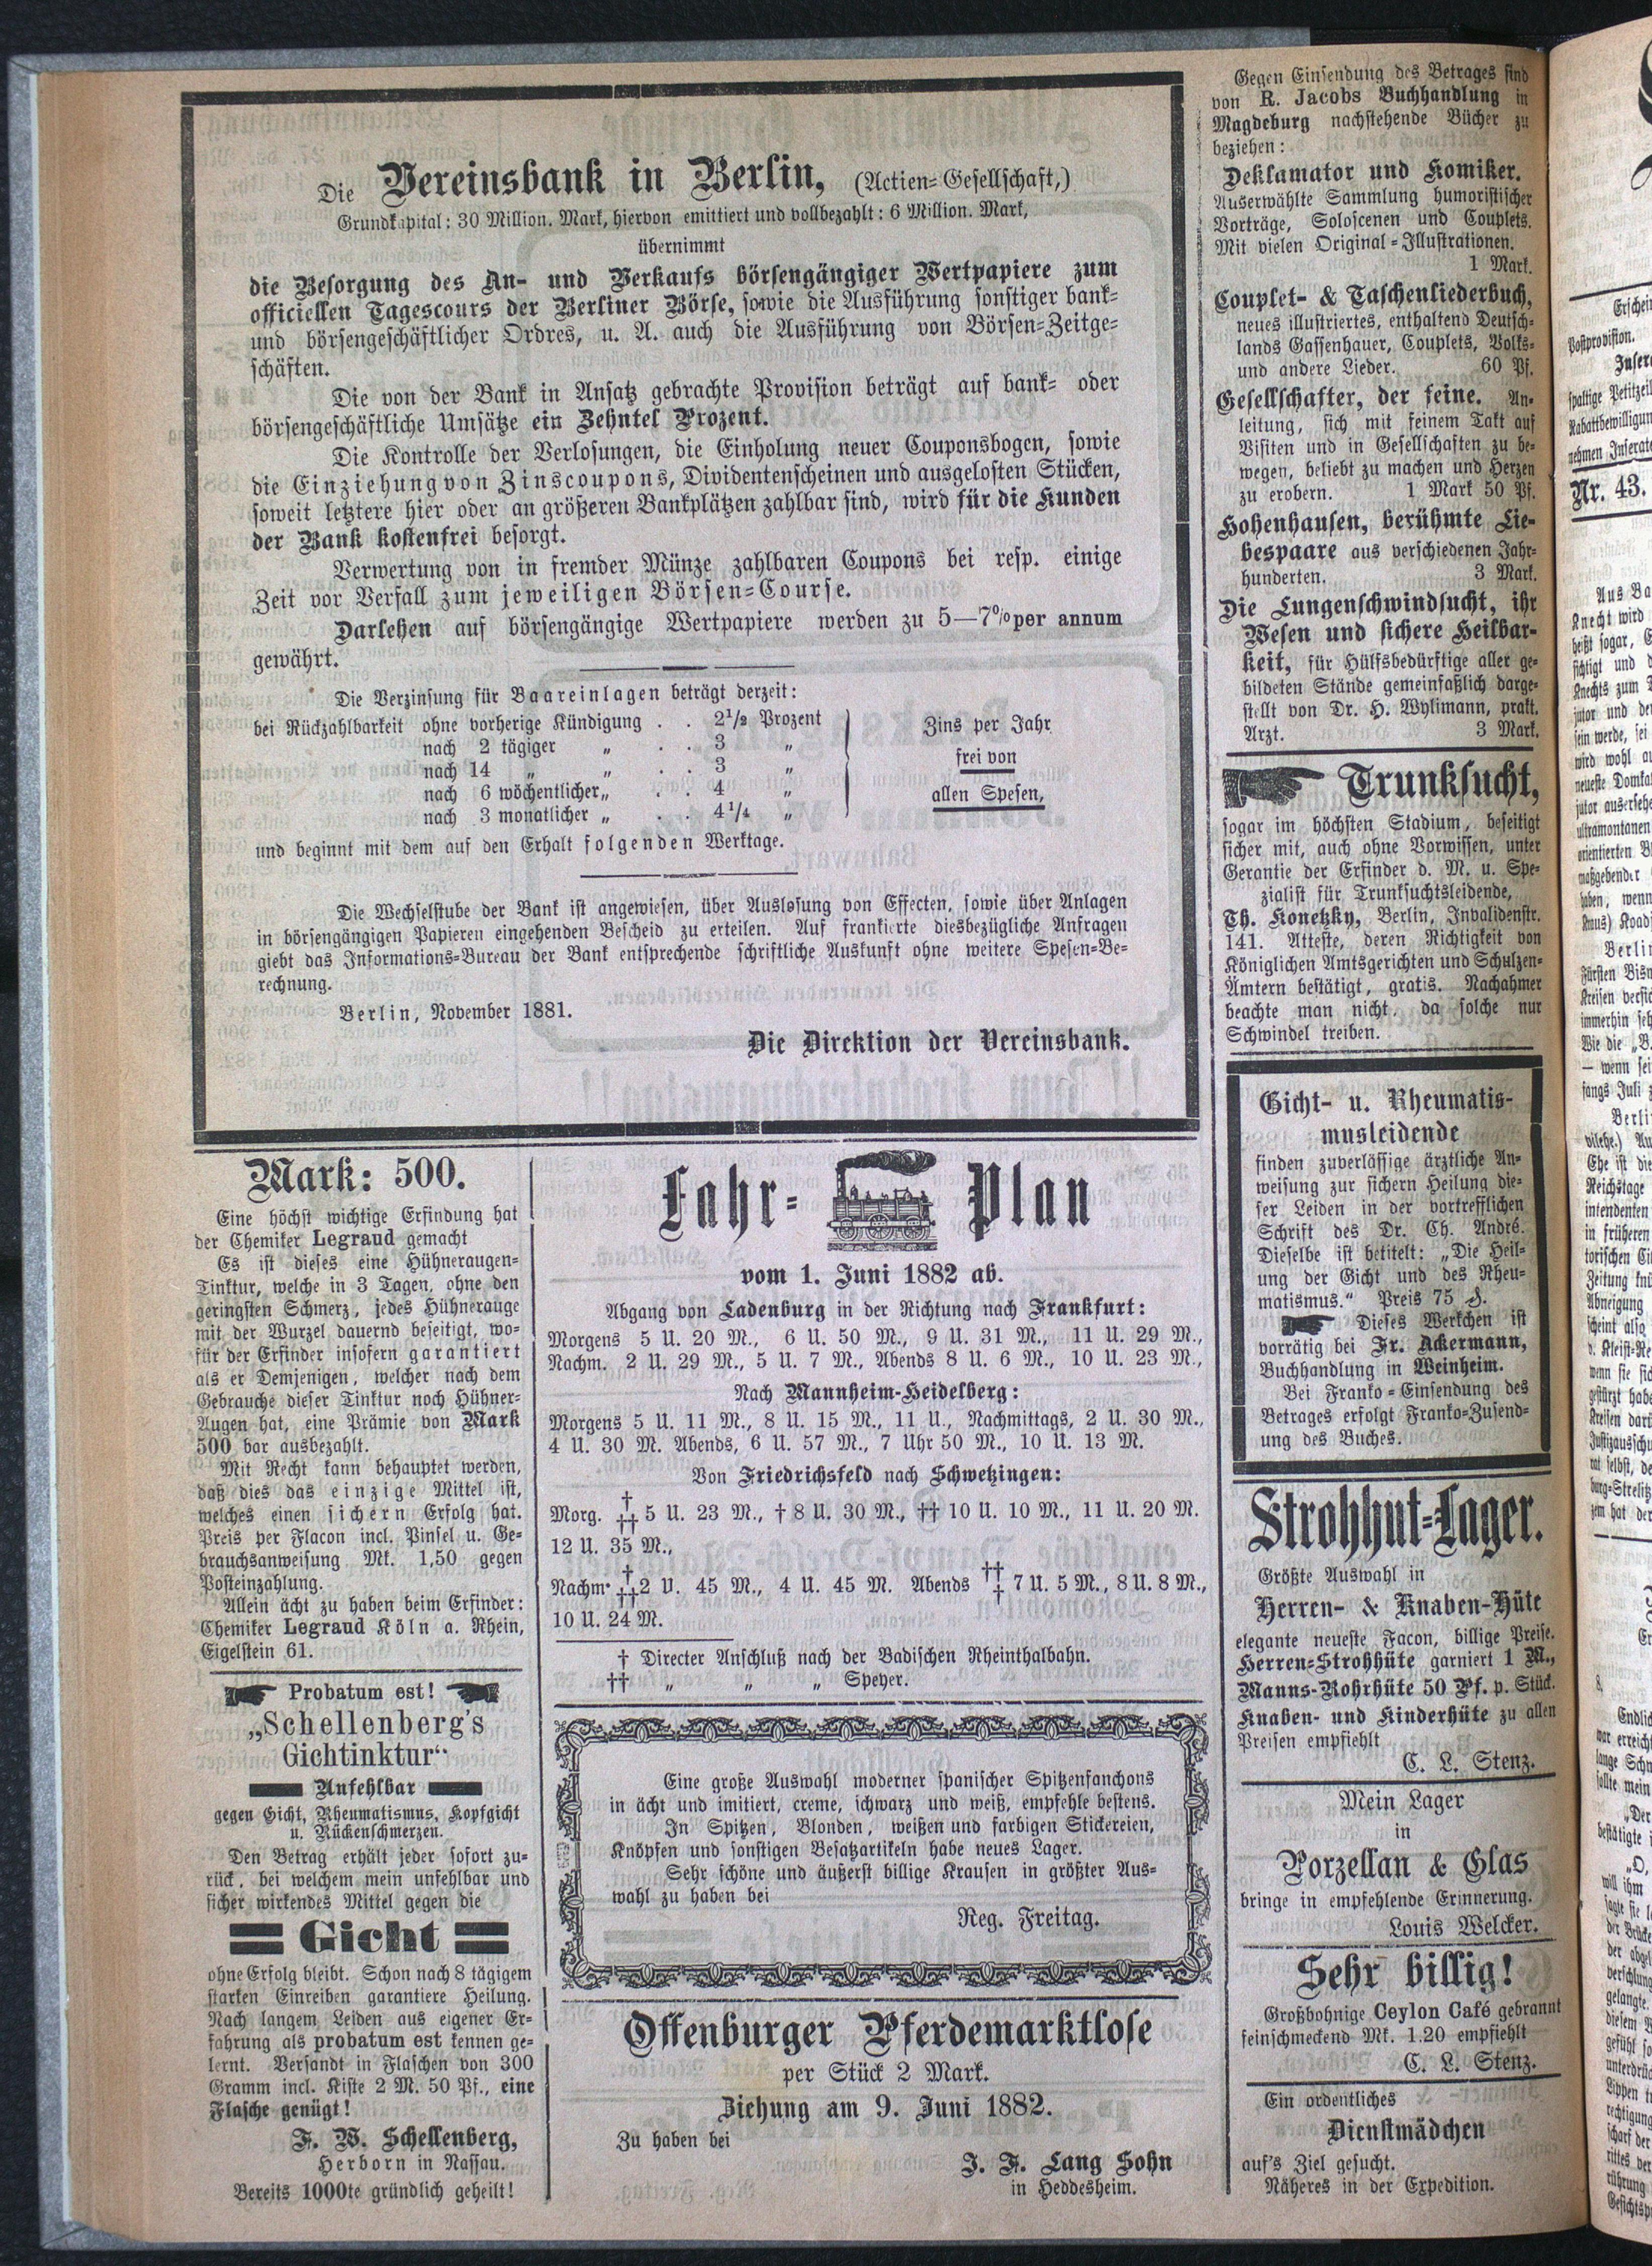 Die Vereinsbank in Berlin, (Actien-Gesellschaft,)
Grundkapital: 30 Million. Mark, hiervon emittiert und vollbezahlt: 6 Million. Mark,
übernimmt
die Besorgung des An- und Verkaufs börsengängiger Wertpapiere zum
officiellen Tagescours der Berliner Börse, sowie die Ausführung sonstiger bank-
und börsengeschäftlicher Ordres, u. A. auch die Ausführung von Börsen-Zeitge-
schäften.
Die von der Bank in Ansatz gebrachte Provision beträgt auf bank- oder
börsengeschäftliche Umsätze ein Zehntel Prozent.
Die Kontrolle der Verlosungen, die Einholung neuer Couponsbogen, sowie
die Einziehung von Zinscoupons, Dividentenscheinen und ausgelosten Stücken,
soweit letztere hier oder an größeren Bankplätzen zahlbar sind, wird für die Kunden
der Bank kostenfrei besorgt.
Verwertung von in fremder Münze zahlbaren Coupons bei resp. einige
Zeit vor Verfall zum jeweiligen Börsen-Course.
Darlehen auf börsengängige Wertpapiere werden zu 5—7% per annum
gewährt.
Die Verzinsung für Baareinlagen beträgt derzeit:
bei Rückzahlbarkeit ohne vorherige Kündigung . . 2 1/2 Prozent
nach 2 tägiger " . . 3 "
nach 14 " " . . 3 "
nach 6 wöchentlicher " . . 4 "
nach 3 monatlicher " . . 4 1/4 "
Zins per Jahr
frei von
allen Spesen,
und beginnt mit dem auf den Erhalt folgenden Werktage.
Die Wechselstube der Bank ist angewiesen, über Auslosung von Effecten, sowie über Anlagen
in börsengängigen Papieren eingehenden Bescheid zu erteilen. Auf frankierte diesbezügliche Anfragen
giebt das Informations-Bureau der Bank entsprechende schriftliche Auskunft ohne weitere Spesen-Be-
rechnung.
Berlin, November 1881.
Die Direktion der Vereinsbank.
Mark: 500.
Eine höchst wichtige Erfindung hat
der Chemiker Legraud gemacht
Es ist dieses eine Hühneraugen-
Tinktur, welche in 3 Tagen, ohne den
geringsten Schmerz, jedes Hühnerauge
mit der Wurzel dauernd beseitigt, wo-
für der Erfinder insofern garantiert
als er Demjenigen, welcher nach dem
Gebrauche dieser Tinktur noch Hühner-
Augen hat, eine Prämie von Mark
500 bar ausbezahlt.
Mit Recht kann behauptet werden,
daß dies das einzige Mittel ist,
welches einen sichern Erfolg hat.
Preis per Flacon incl. Pinsel u. Ge-
brauchsanweisung Mk. 1,50 gegen
Posteinzahlung.
Allein ächt zu haben beim Erfinder:
Chemiker Legraud Köln a. Rhein,
Eigelstein 61.
Probatum est!
„Schellenberg's
Gichtinktur“
Unfehlbar
gegen Gicht, Rheumatismus, Kopfgicht
u. Rückenschmerzen.
Den Betrag erhält jeder sofort zu-
rück, bei welchem mein unfehlbar und
sicher wirkendes Mittel gegen die
Gicht
ohne Erfolg bleibt. Schon nach 8 tägigem
starken Einreiben garantiere Heilung.
Nach langem Leiden aus eigener Er-
fahrung als probatum est kennen ge-
lernt. Versandt in Flaschen von 300
Gramm incl. Kiste 2 M. 50 Pf., eine
Flasche genügt!
F. W. Schellenberg,
Herborn in Nassau.
Bereits 1000te gründlich geheilt!
Fahr-Plan
vom 1. Juni 1882 ab.
Abgang von Ladenburg in der Richtung nach Frankfurt:
Morgens 5 U. 20 M., 6 U. 50 M., 9 U. 31 M., 11 U. 29 M.,
Nachm. 2 U. 29 M., 5 U. 7 M., Abends 8 U. 6 M., 10 U. 23 M.,
Nach Mannheim-Heidelberg:
Morgens 5 U. 11 M., 8 U. 15 M., 11 U., Nachmittags, 2 U. 30 M.,
4 U. 30 M. Abends, 6 U. 57 M., 7 Uhr 50 M., 10 U. 13 M.
Von Friedrichsfeld nach Schwetzingen:
Morg. † †† 5 U. 23 M., † 8 U. 30 M., †† 10 U. 10 M., 11 U. 20 M.
12 U. 35 M.,
Nachm. † †† 2 U. 45 M., 4 U. 45 M. Abends †† † 7 U. 5 M., 8 U. 8 M.,
10 U. 24 M.
† Directer Anschluß nach der Badischen Rheinthalbahn.
†† " " " Speyer.
Eine große Auswahl moderner spanischer Spitzenfanchons
in ächt und imitiert, creme, schwarz und weiß, empfehle bestens.
In Spitzen, Blonden, weißen und farbigen Stickereien,
Knöpfen und sonstigen Besatzartikeln habe neues Lager.
Sehr schöne und äußerst billige Krausen in größter Aus-
wahl zu haben bei
Reg. Freitag.
Offenburger Pferdemarktlose
per Stück 2 Mark.
Ziehung am 9. Juni 1882.
Zu haben bei
J. F. Lang Sohn
in Heddesheim.
Gegen Einsendung des Betrages sind
von R. Jacobs Buchhandlung in
Magdeburg nachstehende Bücher zu
beziehen:
Deklamator und Komiker.
Auserwählte Sammlung humoristischer
Vorträge, Soloscenen und Couplets.
Mit vielen Original-Illustrationen.
1 Mark.
Couplet- & Taschenliederbuch,
neues illustriertes, enthaltend Deutsch-
lands Gassenhauer, Couplets, Volks-
und andere Lieder. 60 Pf.
Gesellschafter, der feine. An-
leitung, sich mit feinem Takt auf
Visiten und in Gesellschaften zu be-
wegen, beliebt zu machen und Herzen
zu erobern. 1 Mark 50 Pf.
Hohenhausen, berühmte Lie-
bespaare aus verschiedenen Jahr-
hunderten. 3 Mark.
Die Lungenschwindsucht, ihr
Wesen und sichere Heilbar-
keit, für Hülfsbedürftige aller ge-
bildeten Stände gemeinfaßlich darge-
stellt von Dr. H. Wykimann, prakt.
Arzt. 3 Mark.
Trunksucht,
sogar im höchsten Stadium, beseitigt
sicher mit, auch ohne Vorwissen, unter
Gerantie der Erfinder d. M. u. Spe-
zialist für Trunksuchtsleidende,
Th. Konetzky, Berlin, Invalidenstr.
141. Atteste, deren Richtigkeit von
Königlichen Amtsgerichten und Schulzen-
Ämtern bestätigt, gratis. Nachahmer
beachte man nicht, da solche nur
Schwindel treiben.
Gicht- u. Rheumatis-
musleidende
finden zuverlässige ärztliche An-
weisung zur sichern Heilung die-
ser Leiden in der vortrefflichen
Schrift des Dr. Ch. André.
Dieselbe ist betitelt: „Die Heil-
ung der Gicht und des Rheu-
matismus.“ Preis 75 ₰.
Dieses Werkchen ist
vorrätig bei Fr. Ackermann,
Buchhandlung in Weinheim.
Bei Franko-Einsendung des
Betrages erfolgt Franko-Zusend-
ung des Buches.
Strohhut-Lager.
Größte Auswahl in
Herren- & Knaben-Hüte
elegante neueste Facon, billige Preise.
Herren-Strohhüte garniert 1 M.,
Manns-Rohrhüte 50 Pf. p. Stück.
Knaben- und Kinderhüte zu allen
Preisen empfiehlt
C. L. Stenz.
Mein Lager
in
Porzellan & Glas
bringe in empfehlende Erinnerung.
Louis Welcker.
Sehr billig!
Großbohnige Ceylon Café gebrannt
feinschmeckend Mk. 1.20 empfiehlt
C. L. Stenz.
Ein ordentliches
Dienstmädchen
auf's Ziel gesucht.
Näheres in der Expedition.
Nr. 43.